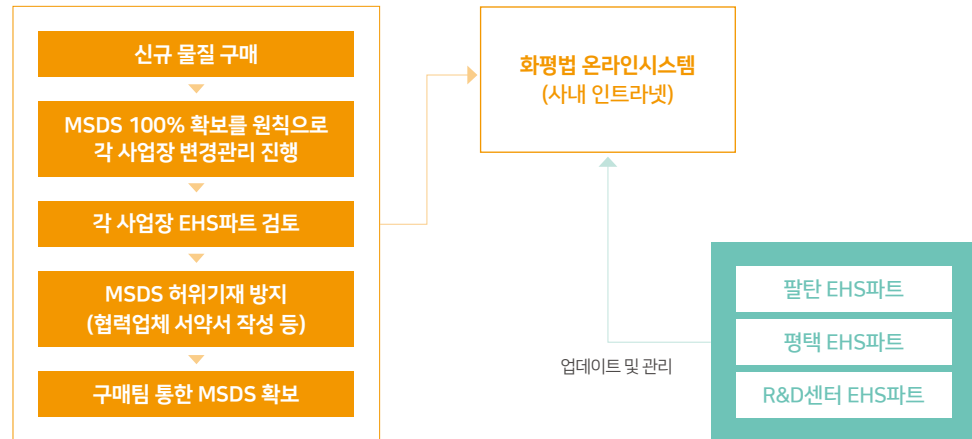 신규 물질 구매
MSDS 100% 확보를 원칙으로
각 사업장 변경관리 진행
각 사업장 EHS파트 검토
MSDS 허위기재 방지
(협력업체 서약서 작성 등)
구매팀 통한 MSDS 확보
화평법 온라인시스템
(사내 인트라넷)
업데이트 및 관리
팔탄 EHS파트
평택 EHS파트
R&D센터 EHS파트